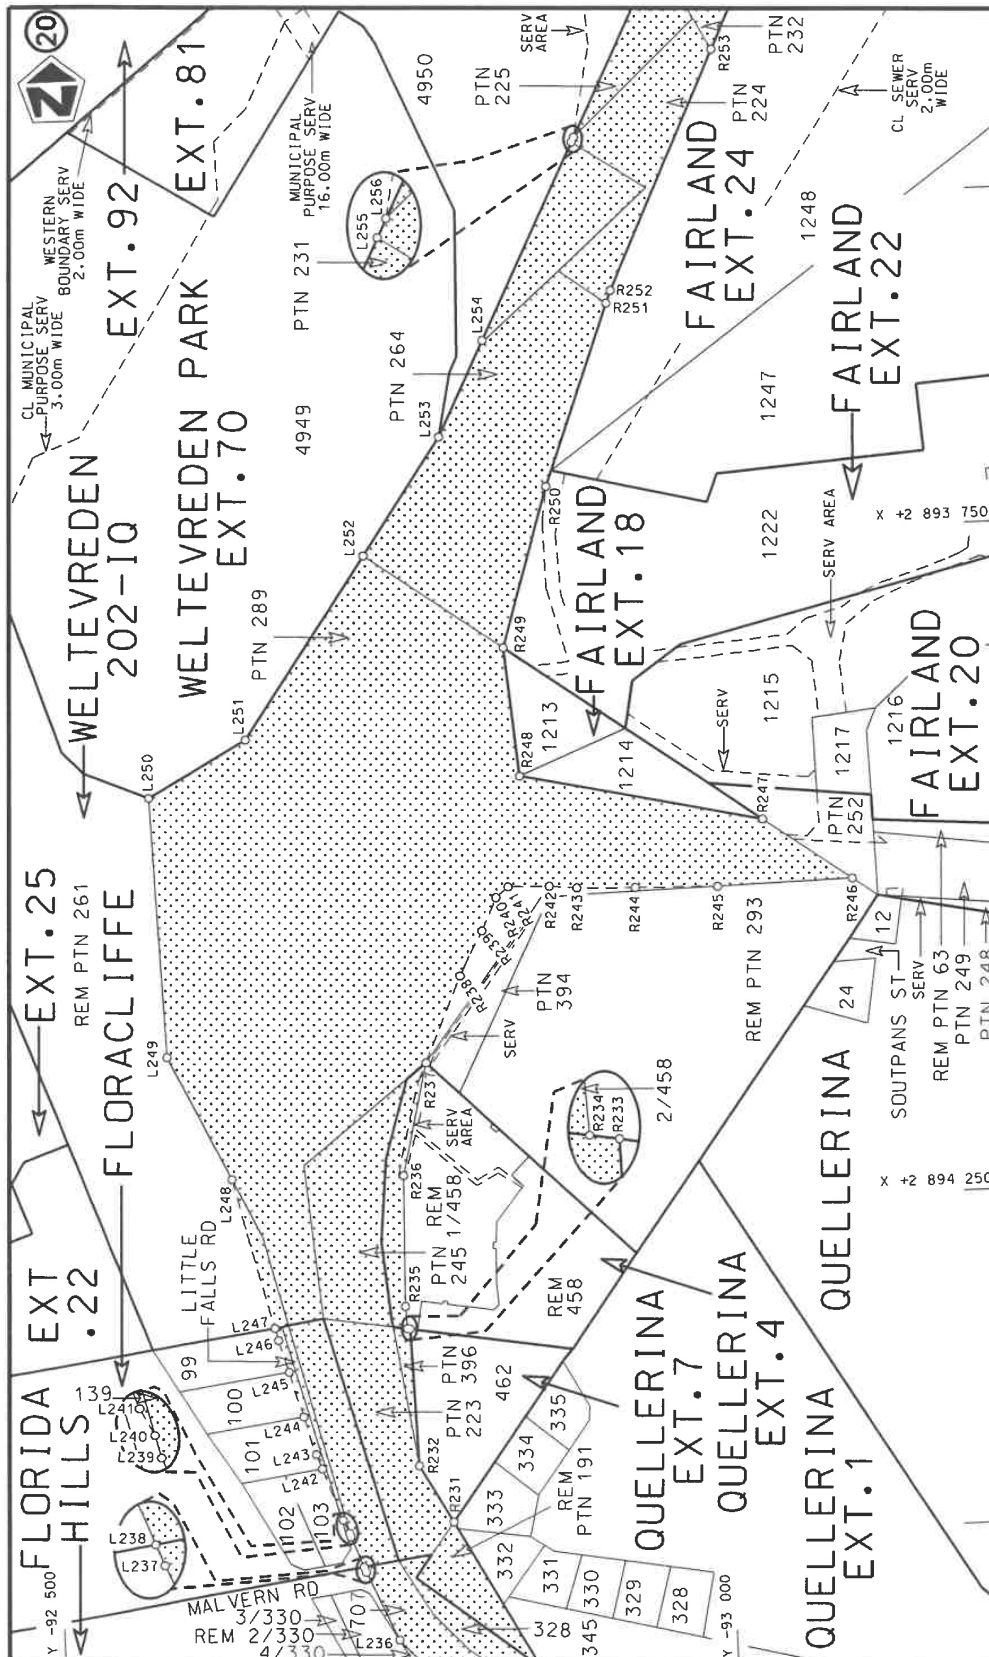 20
N
WESTERN
BOUNDARY SERV
2.00m WIDE
CL MUNICIPAL
PURPOSE SERV
3.00m WIDE
EXT.92
EXT.81
MUNICIPAL
PURPOSE SERV
16.00m WIDE
4950
SERV
AREA
PTN
225
PTN
232
R253
PTN
224
CL SEWER
SERV
2,00m
WIDE
L255
L256
PTN 231
PTN 264
L254
L253
4949
WELTEVREDEN
202-IQ
WELTEVREDEN PARK
EXT.70
PTN 289
L252
L251
L250
R252
R251
FAIRLAND
EXT.24
1248
1247
FAIRLAND
EXT.22
X +2 893 750
R250
FAIRLAND
EXT.18
1222
SERV AREA
R249
R248
1213
1214
SERV
1215
1217
1216
FAIRLAND
EXT.20
R247
PTN
252
EXT.25
REM PTN 261
FLORACLIFFE
L249
L248
R240
R241
R239
R238
R242
R243
R244
R245
R246
PTN
394
SERV
REM PTN 293
12
24
SOUTPANS ST
SERV
REM PTN 63
PTN 249
PTN 248
R237
SERV
AREA
R236
REM
1/458
PTN
245
R235
R234
R233
2/458
REM
458
X +2 894 250
QUELLERINA
FLORIDA EXT
HILLS .22
LITTLE
FALLS RD
L247
L246
L245
L244
L243
L242
99
100
101
102
103
139
L241
L240
L239
L238
L237
PTN
396
PTN
223
462
R232
R231
335
334
333
332
331
330
329
328
REM
PTN 191
QUELLERINA
EXT.7
QUELLERINA
EXT.4
QUELLERINA
EXT.1
MALVERN RD
3/330
REM 2/330
4/330
707
L236
328
345
Y -92 500
Y -93 000